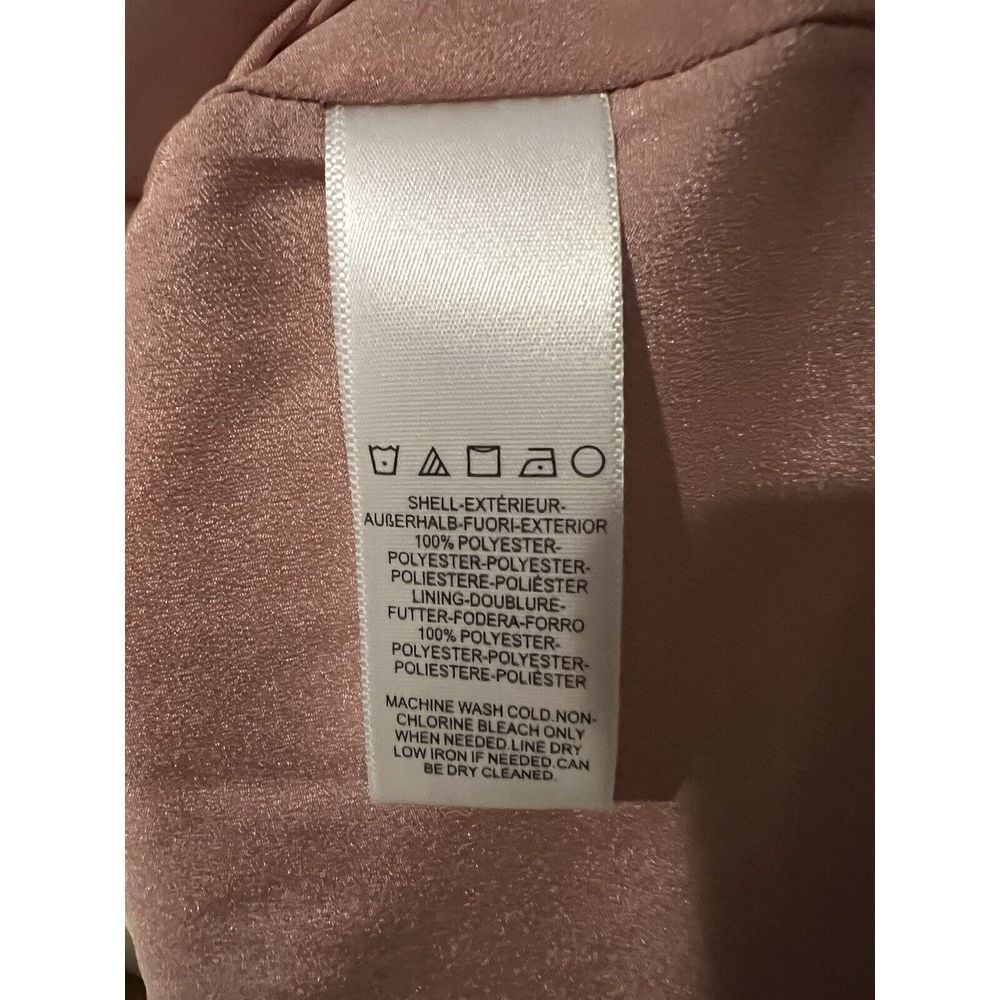 SHELL-EXTÉRIEUR-
AUßERHALB-FUORI-EXTERIOR
100% POLYESTER-
POLYESTER-POLYESTER-
POLIESTERE-POLIÉSTER
LINING-DOUBLURE-
FUTTER-FODERA-FORRO
100% POLYESTER-
POLYESTER-POLYESTER-
POLIESTERE-POLIÉSTER
MACHINE WASH COLD.NON-
CHLORINE BLEACH ONLY
WHEN NEEDED.LINE DRY
LOW IRON IF NEEDED.CAN
BE DRY CLEANED.